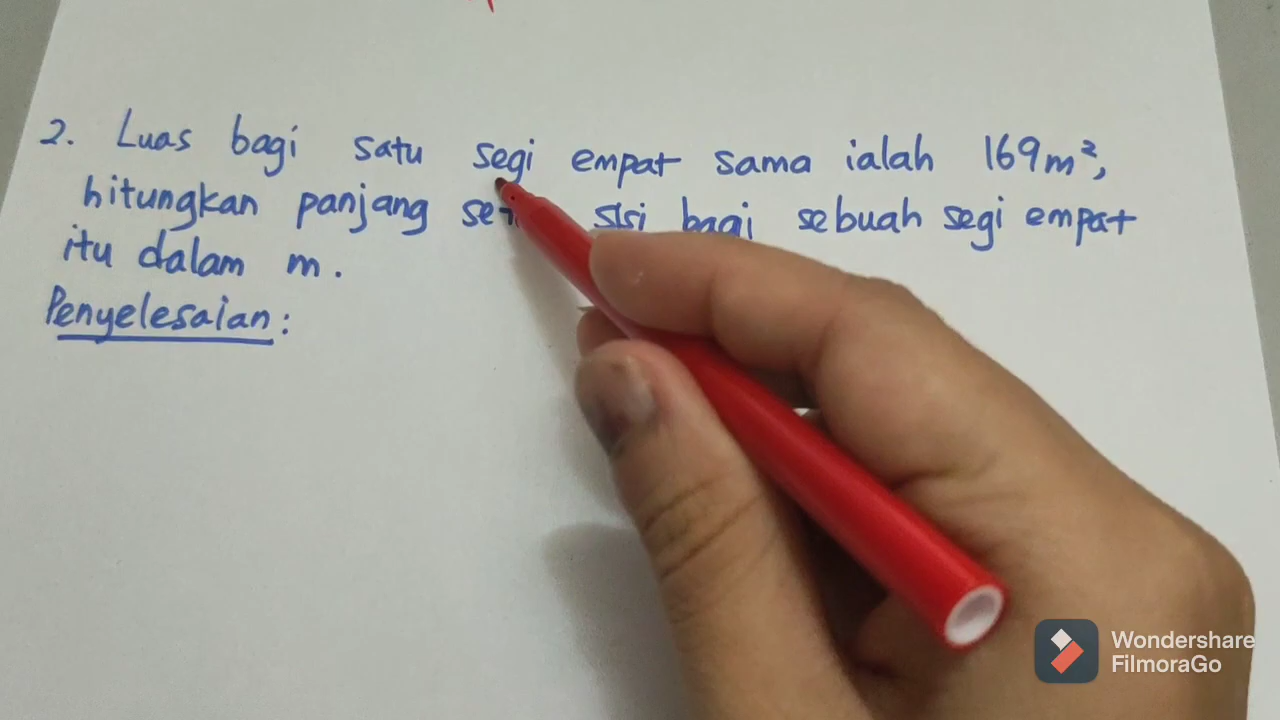 2. Luas bagi satu segi empat sama ialah 169m²,
hitungkan panjang sisi bagi sebuah segi empat
itu dalam m.
Penyelesaian:
Wondershare
FilmoraGo